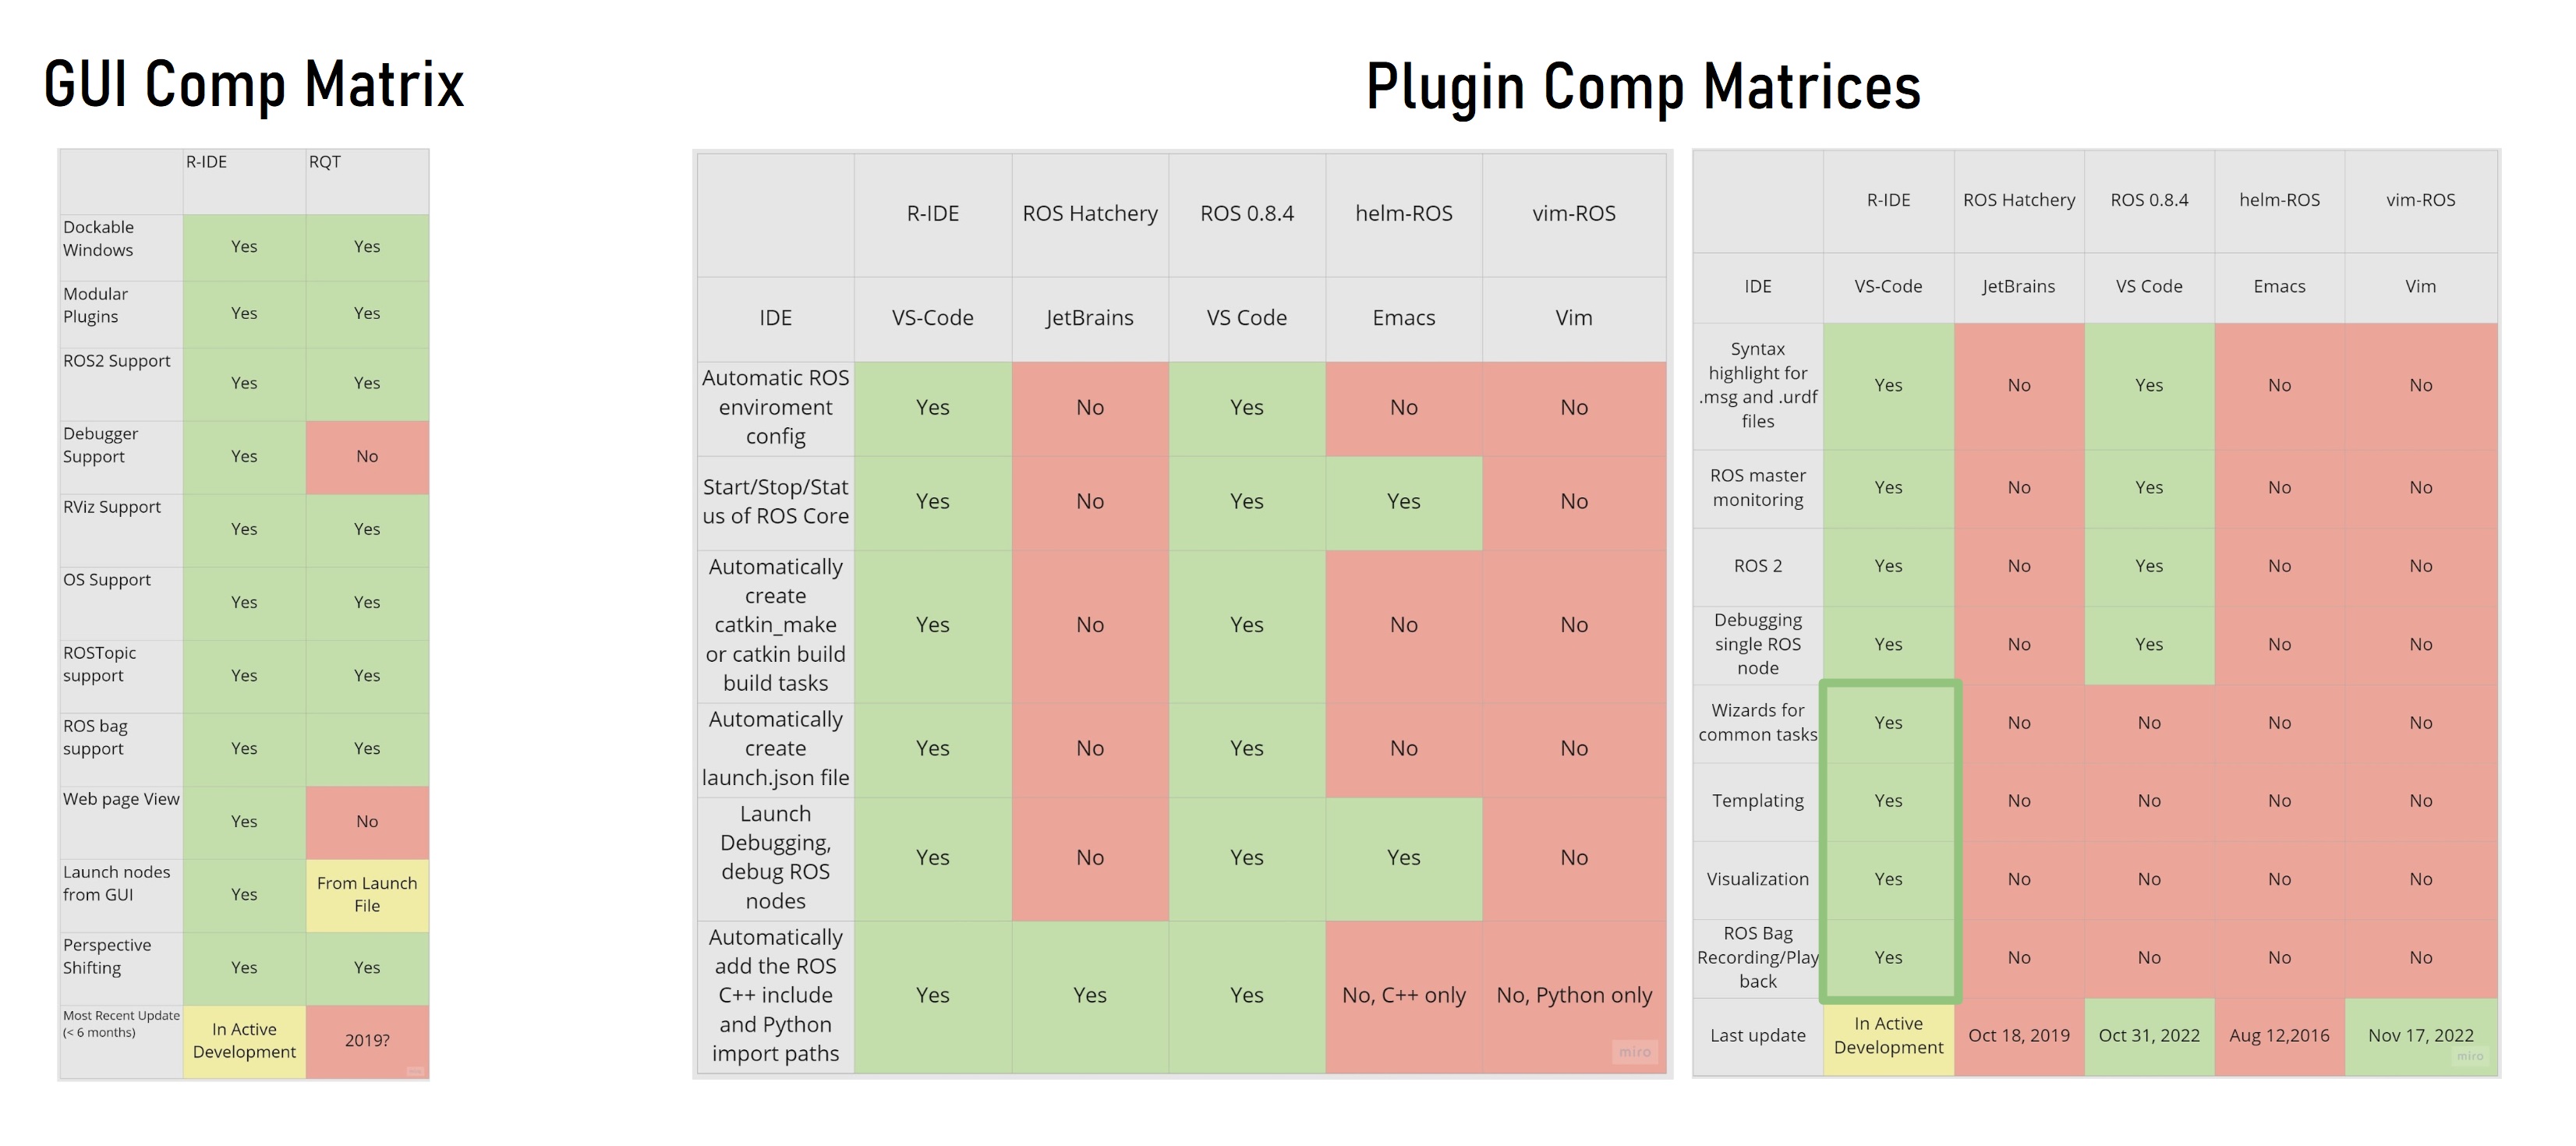 GUI Comp Matrix
Plugin Comp Matrices
R-IDE
RQT
Dockable
Windows
Yes
Yes
Modular
Plugins
Yes
Yes
ROS2 Support
Yes
Yes
Debugger
Support
Yes
No
RViz Support
Yes
Yes
OS Support
Yes
Yes
ROSTopic
support
Yes
Yes
ROS bag
support
Yes
Yes
Web page View
Yes
No
Launch nodes
from GUI
Yes
From Launch
File
Perspective
Shifting
Yes
Yes
Most Recent Update
(< 6 months)
In Active
Development
2019?
R-IDE
ROS Hatchery
ROS 0.8.4
helm-ROS
vim-ROS
IDE
VS-Code
JetBrains
VS Code
Emacs
Vim
Automatic ROS
enviroment
config
Yes
No
Yes
No
No
Start/Stop/Stat
us of ROS Core
Yes
No
Yes
Yes
No
Automatically
create
catkin_make
or catkin build
build tasks
Yes
No
Yes
No
No
Automatically
create
launch.json file
Yes
No
Yes
No
No
Launch
Debugging,
debug ROS
nodes
Yes
No
Yes
Yes
No
Automatically
add the ROS
C++ include
and Python
import paths
Yes
Yes
Yes
No, C++ only
No, Python only
miro
R-IDE
ROS Hatchery
ROS 0.8.4
helm-ROS
vim-ROS
IDE
VS-Code
JetBrains
VS Code
Emacs
Vim
Syntax
highlight for
.msg and .urdf
files
Yes
No
Yes
No
No
ROS master
monitoring
Yes
No
Yes
No
No
ROS 2
Yes
No
Yes
No
No
Debugging
single ROS
node
Yes
No
Yes
No
No
Wizards for
common tasks
Yes
No
No
No
No
Templating
Yes
No
No
No
No
Visualization
Yes
No
No
No
No
ROS Bag
Recording/Play
back
Yes
No
No
No
No
Last update
In Active
Development
Oct 18, 2019
Oct 31, 2022
Aug 12,2016
Nov 17, 2022
miro